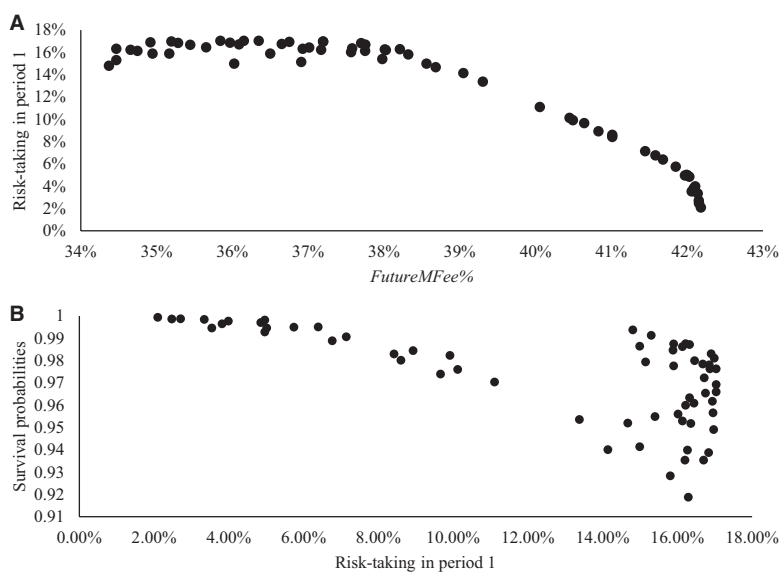 A
Risk-taking in period 1
18%
16%
14%
12%
10%
8%
6%
4%
2%
0%
34% 35% 36% 37% 38% 39% 40% 41% 42% 43%
FutureMFee%
B
Survival probabilities
1
0.99
0.98
0.97
0.96
0.95
0.94
0.93
0.92
0.91
0.00% 2.00% 4.00% 6.00% 8.00% 10.00% 12.00% 14.00% 16.00% 18.00%
Risk-taking in period 1